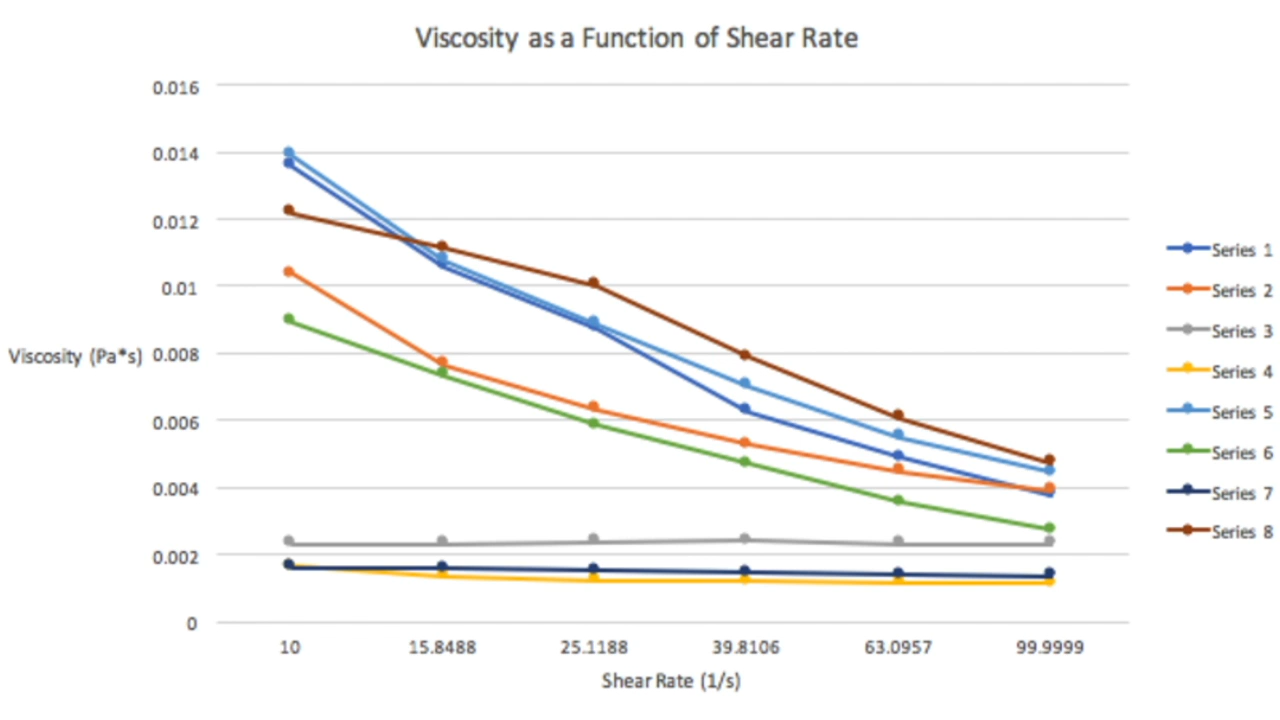 Viscosity as a Function of Shear Rate
0.016
0.014
0.012
0.01
Viscosity (Pa*s) 0.008
0.006
0.004
0.002
0
10 15.8488 25.1188 39.8106 63.0957 99.9999
Shear Rate (1/s)
Series 1
Series 2
Series 3
Series 4
Series 5
Series 6
Series 7
Series 8